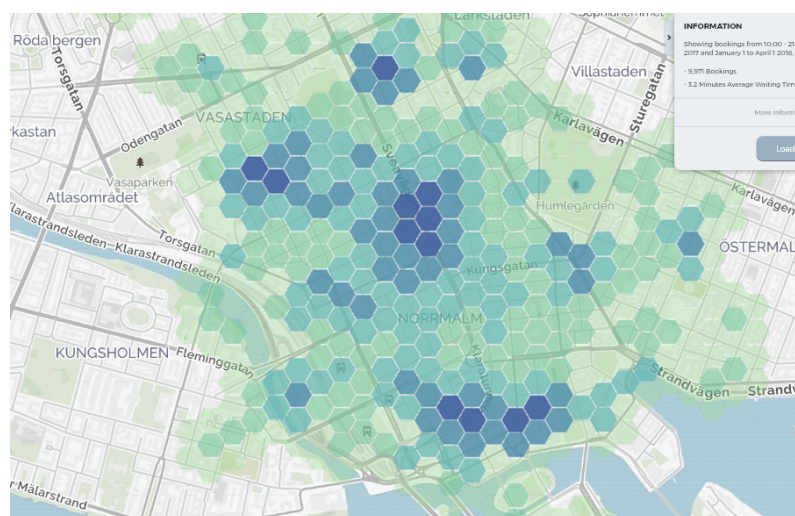 Röda bergen
Torsgatan
Lärkstaden
Sophiahemmet
Villastaden
Sturegatan
VASASTADEN
Odengatan
Karlavägen
rkastan
Vasaparken
Sveavägen
Atlasområdet
Humlegården
Karlavägen
Klarastrandsleden
Klarastrandsleden
Torsgatan
ÖSTERMAL
Kungsgatan
NORRMALM
KUNGSHOLMEN
Fleminggatan
Strandvägen
Strandv
r Mälarstrand
>
INFORMATION
Showing bookings from 10:00 - 21
2017 and January 1 to April 1 2018,
- 9,971 Bookings
- 3.2 Minutes Average Waiting Tim
More Inform
Load